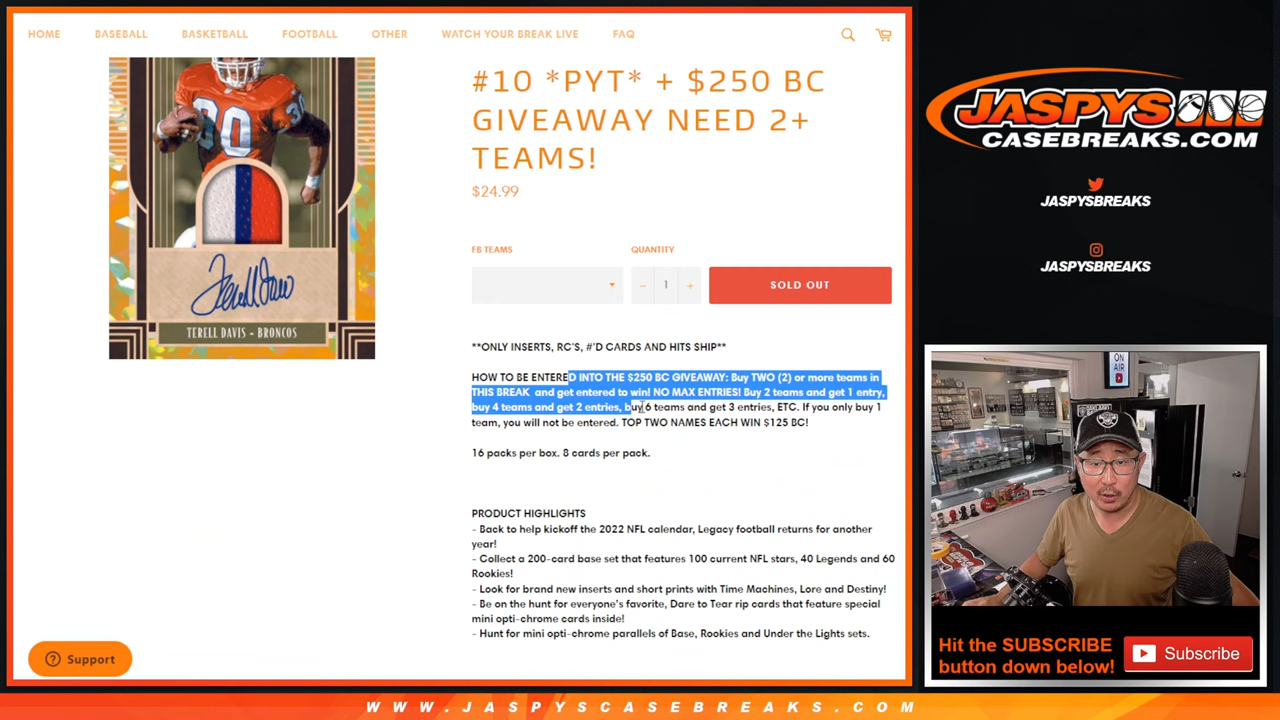 HOME BASEBALL BASKETBALL FOOTBALL OTHER WATCH YOUR BREAK LIVE FAQ
30
TERELL DAVIS - BRONCOS
#10 *PYT* + $250 BC
GIVEAWAY NEED 2+
TEAMS!
$24.99
FB TEAMS QUANTITY
− 1 + SOLD OUT
**ONLY INSERTS, RC'S, #'D CARDS AND HITS SHIP**
HOW TO BE ENTERED INTO THE $250 BC GIVEAWAY: Buy TWO (2) or more teams in
THIS BREAK and get entered to win! NO MAX ENTRIES! Buy 2 teams and get 1 entry,
buy 4 teams and get 2 entries, buy 6 teams and get 3 entries, ETC. If you only buy 1
team, you will not be entered. TOP TWO NAMES EACH WIN $125 BC!
16 packs per box. 8 cards per pack.
PRODUCT HIGHLIGHTS
- Back to help kickoff the 2022 NFL calendar, Legacy football returns for another
year!
- Collect a 200-card base set that features 100 current NFL stars, 40 Legends and 60
Rookies!
- Look for brand new inserts and short prints with Time Machines, Lore and Destiny!
- Be on the hunt for everyone's favorite, Dare to Tear rip cards that feature special
mini opti-chrome cards inside!
- Hunt for mini opti-chrome parallels of Base, Rookies and Under the Lights sets.
Support
JASPYS
CASEBREAKS.COM
JASPYSBREAKS
JASPYSBREAKS
ON
AIR
RAIDERS
Hit the SUBSCRIBE
button down below!
Subscribe
WWW.JASPYSCASEBREAKS.COM